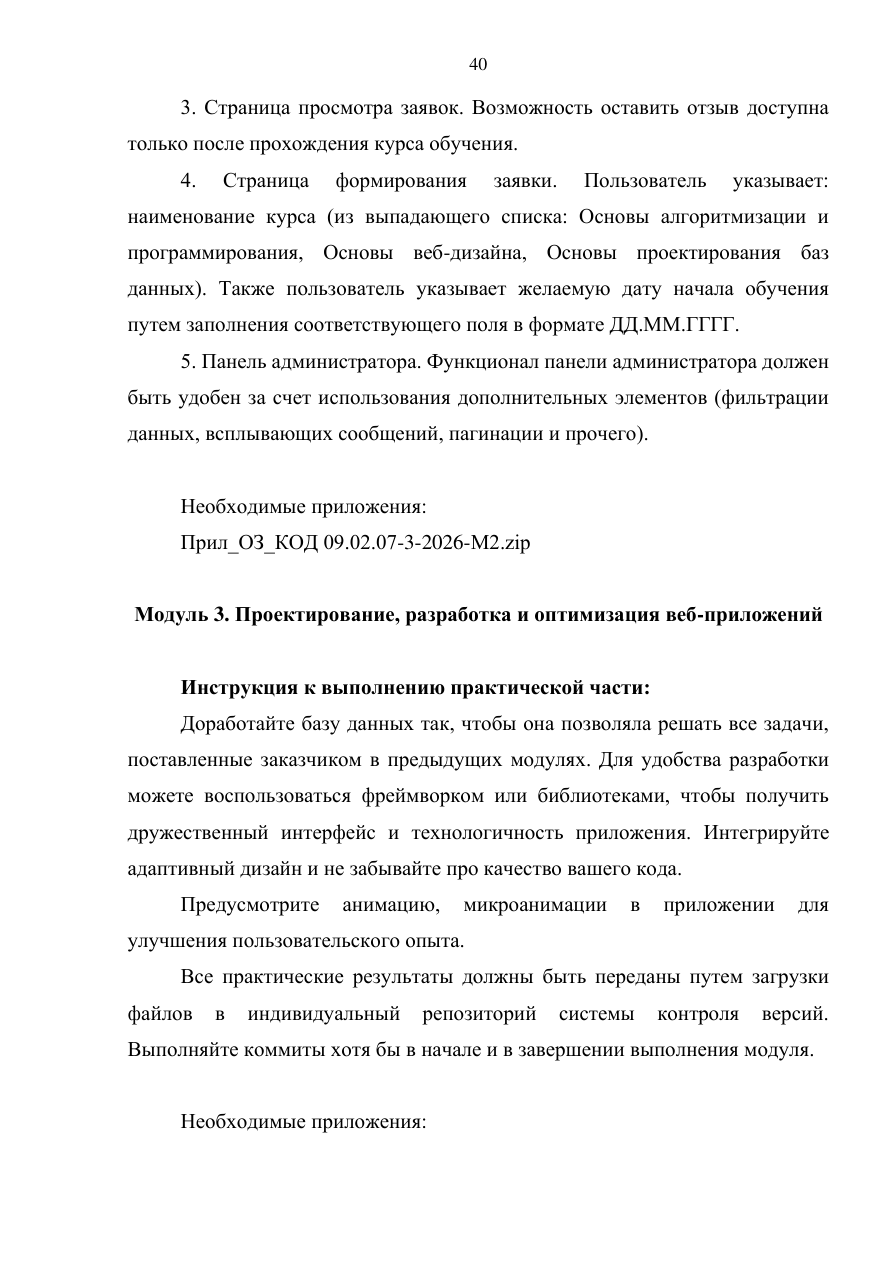 40
3. Страница просмотра заявок. Возможность оставить отзыв доступна
только после прохождения курса обучения.
4. Страница формирования заявки. Пользователь указывает:
наименование курса (из выпадающего списка: Основы алгоритмизации и
программирования, Основы веб-дизайна, Основы проектирования баз
данных). Также пользователь указывает желаемую дату начала обучения
путем заполнения соответствующего поля в формате ДД.ММ.ГГГГ.
5. Панель администратора. Функционал панели администратора должен
быть удобен за счет использования дополнительных элементов (фильтрации
данных, всплывающих сообщений, пагинации и прочего).
Необходимые приложения:
Прил_ОЗ_КОД 09.02.07-3-2026-М2.zip
Модуль 3. Проектирование, разработка и оптимизация веб-приложений
Инструкция к выполнению практической части:
Доработайте базу данных так, чтобы она позволяла решать все задачи,
поставленные заказчиком в предыдущих модулях. Для удобства разработки
можете воспользоваться фреймворком или библиотеками, чтобы получить
дружественный интерфейс и технологичность приложения. Интегрируйте
адаптивный дизайн и не забывайте про качество вашего кода.
Предусмотрите анимацию, микроанимации в приложении для
улучшения пользовательского опыта.
Все практические результаты должны быть переданы путем загрузки
файлов в индивидуальный репозиторий системы контроля версий.
Выполняйте коммиты хотя бы в начале и в завершении выполнения модуля.
Необходимые приложения: